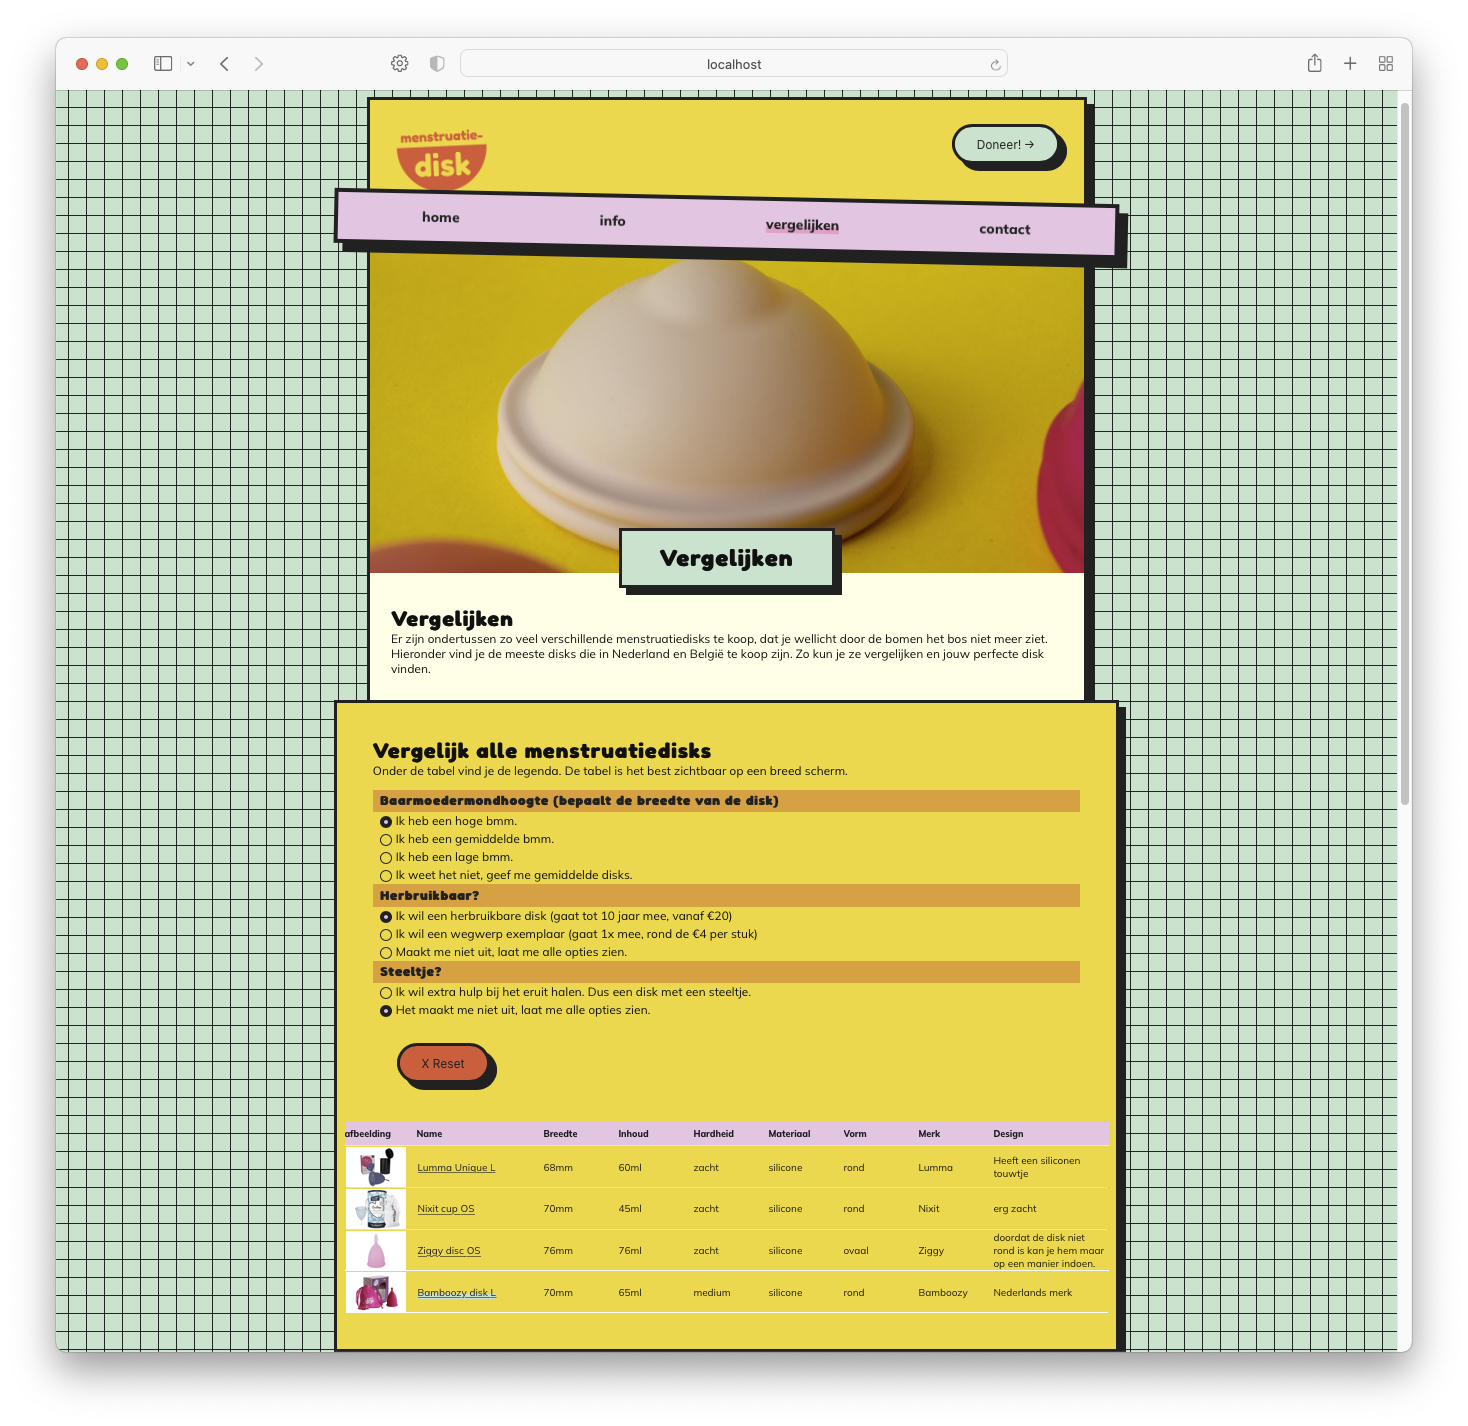 localhost
menstruatie-
disk
Doneer! →
home info vergelijken contact
Vergelijken
Vergelijken
Er zijn ondertussen zo veel verschillende menstruatiedisks te koop, dat je wellicht door de bomen het bos niet meer ziet.
Hieronder vind je de meeste disks die in Nederland en België te koop zijn. Zo kun je ze vergelijken en jouw perfecte disk
vinden.
Vergelijk alle menstruatiedisks
Onder de tabel vind je de legenda. De tabel is het best zichtbaar op een breed scherm.
Baarmoedermondhoogte (bepaalt de breedte van de disk)
Ik heb een hoge bmm.
Ik heb een gemiddelde bmm.
Ik heb een lage bmm.
Ik weet het niet, geef me gemiddelde disks.
Herbruikbaar?
Ik wil een herbruikbare disk (gaat tot 10 jaar mee, vanaf €20)
Ik wil een wegwerp exemplaar (gaat 1x mee, rond de €4 per stuk)
Maakt me niet uit, laat me alle opties zien.
Steeltje?
Ik wil extra hulp bij het eruit halen. Dus een disk met een steeltje.
Het maakt me niet uit, laat me alle opties zien.
X Reset
afbeelding Name Breedte Inhoud Hardheid Materiaal Vorm Merk Design
Lumma Unique L 68mm 60ml zacht silicone rond Lumma Heeft een siliconen
touwtje
Nixit cup OS 70mm 45ml zacht silicone rond Nixit erg zacht
Ziggy disc OS 76mm 76ml zacht silicone ovaal Ziggy doordat de disk niet
rond is kan je hem maar
op een manier indoen.
Bamboozy disk L 70mm 65ml medium silicone rond Bamboozy Nederlands merk